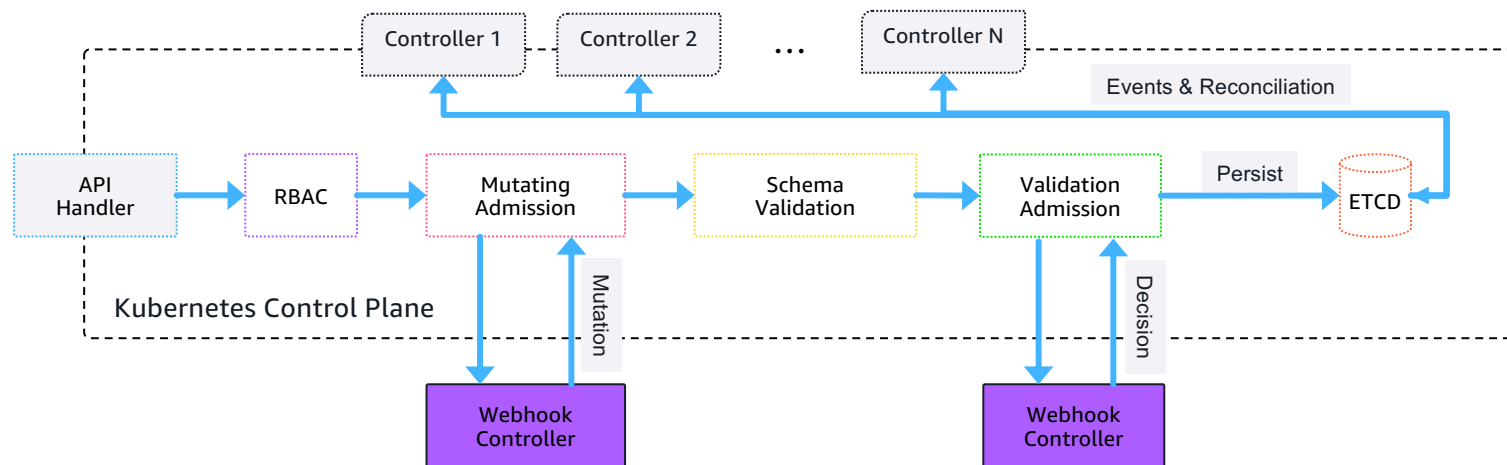 Controller 1
Controller 2
...
Controller N
Events & Reconciliation
API
Handler
RBAC
Mutating
Admission
Schema
Validation
Validation
Admission
Persist
ETCD
Mutation
Decision
Kubernetes Control Plane
Webhook
Controller
Webhook
Controller